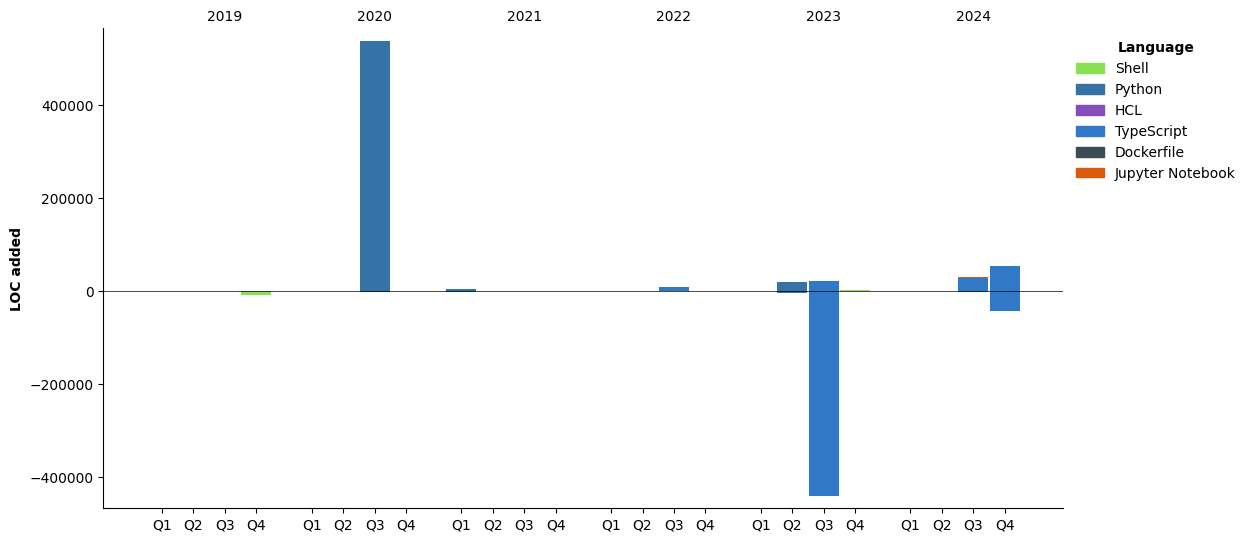 2019 2020 2021 2022 2023 2024
Language
Shell
Python
HCL
TypeScript
Dockerfile
Jupyter Notebook
LOC added
400000
200000
0
−200000
−400000
Q1 Q2 Q3 Q4 Q1 Q2 Q3 Q4 Q1 Q2 Q3 Q4 Q1 Q2 Q3 Q4 Q1 Q2 Q3 Q4 Q1 Q2 Q3 Q4